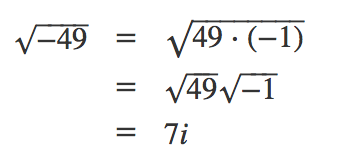 √−49 = √49 · (−1)
= √49√−1
= 7i